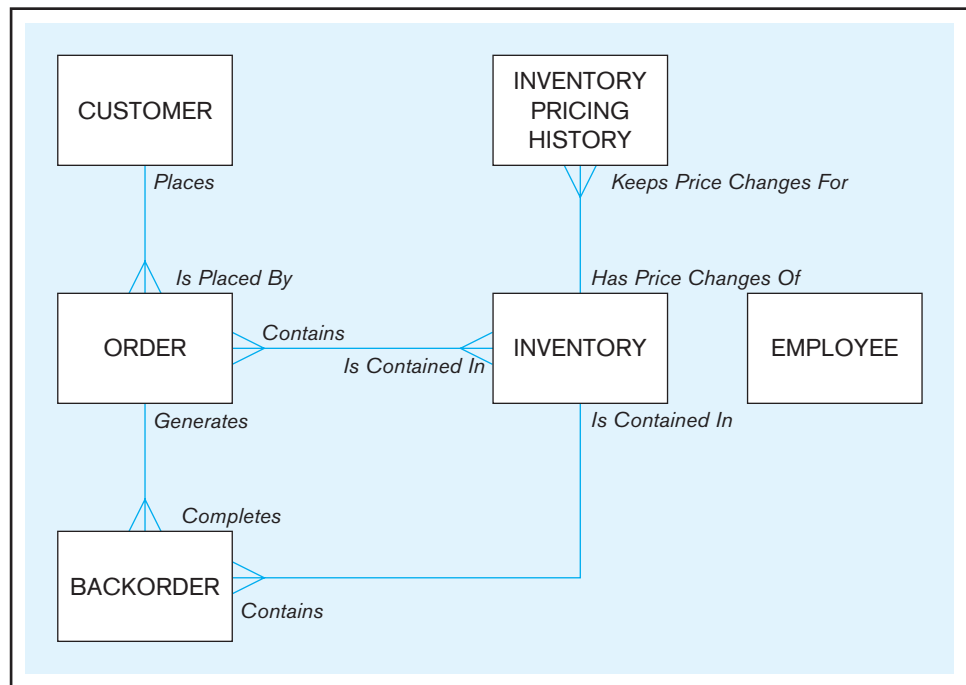 CUSTOMER
INVENTORY
PRICING
HISTORY
Places
Keeps Price Changes For
Is Placed By
Has Price Changes Of
ORDER
Contains
Is Contained In
INVENTORY
EMPLOYEE
Generates
Is Contained In
Completes
BACKORDER
Contains